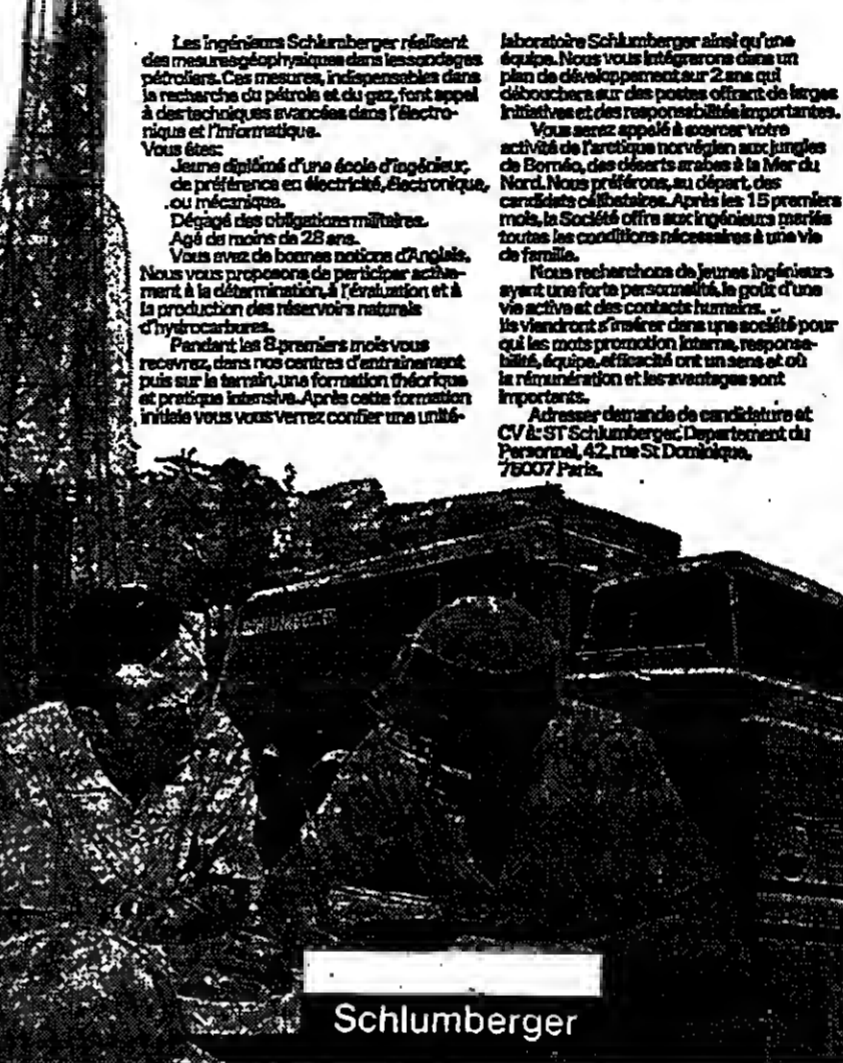 Les ingénieurs Schlumberger réalisent
des mesures géophysiques dans les sondages
pétroliers. Ces mesures, indispensables dans
la recherche du pétrole et du gaz, font appel
à des techniques avancées dans l'électro-
nique et l'informatique.
Vous êtes:
Jeune diplômé d'une école d'ingénieur,
de préférence en électricité, électronique,
ou mécanique.
Dégagé des obligations militaires.
Agé de moins de 28 ans.
Vous avez de bonnes notions d'Anglais.
Nous vous proposons de participer active-
ment à la détermination, à l'évaluation et à
la production des réservoirs naturels
d'hydrocarbures.
Pendant les 8 premiers mois vous
recevrez, dans nos centres d'entrainement
puis sur le terrain, une formation théorique
et pratique intensive. Après cette formation
initiale vous vous verrez confier une unité-
laboratoire Schlumberger ainsi qu'une
équipe. Nous vous intégrerons dans un
plan de développement sur 2 ans qui
débouchera sur des postes offrant de larges
initiatives et des responsabilités importantes.
Vous serez appelé à exercer votre
activité de l'arctique norvégien aux jungles
de Bornéo, des déserts arabes à la Mer du
Nord. Nous préférons, au départ, des
candidats célibataires. Après les 15 premiers
mois, la Société offre aux ingénieurs mariés
toutes les conditions nécessaires à une vie
de famille.
Nous recherchons de jeunes ingénieurs
ayant une forte personnalité, le goût d'une
vie active et des contacts humains.
Ils viendront s'insérer dans une société pour
qui les mots promotion interne, responsa-
bilité, équipe, efficacité ont un sens et où
la rémunération et les avantages sont
importants.
Adresser demande de candidature et
CV à: ST Schlumberger, Departement du
Personnel, 42, rue St Dominique,
75007 Paris.
Schlumberger